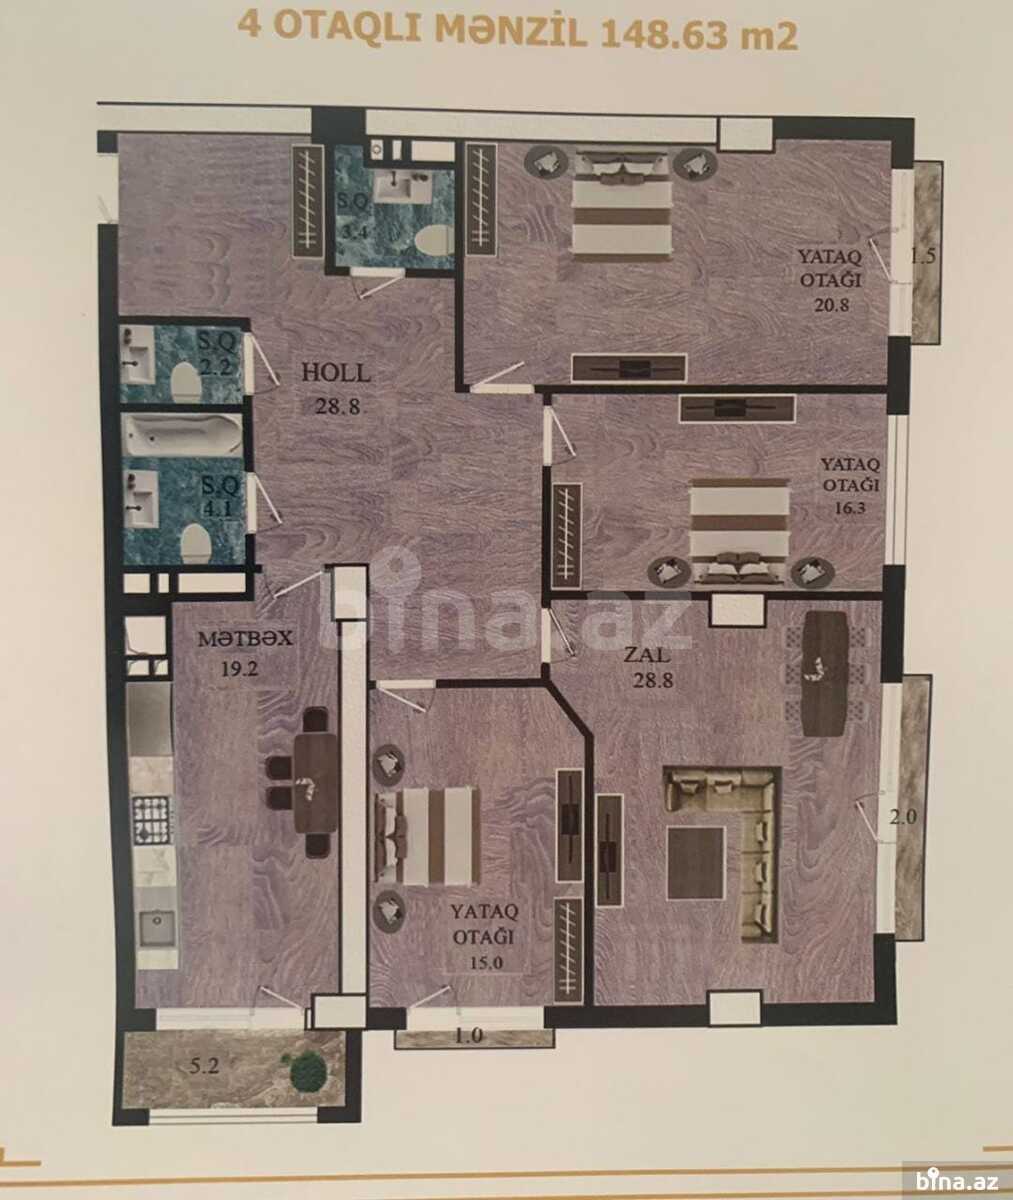 4 OTAQLI MƏNZİL 148.63 m2
S.Q
3.4
YATAQ
OTAĞI
20.8
1.5
S.Q
2.2
HOLL
28.8
YATAQ
OTAĞI
16.3
S.Q
4.1
bina.az
MƏTBƏX
19.2
ZAL
28.8
2.0
YATAQ
OTAĞI
15.0
1.0
5.2
bina.az